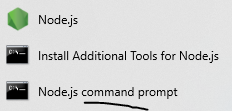 Node.js
Install Additional Tools for Node.js
Node.js command prompt